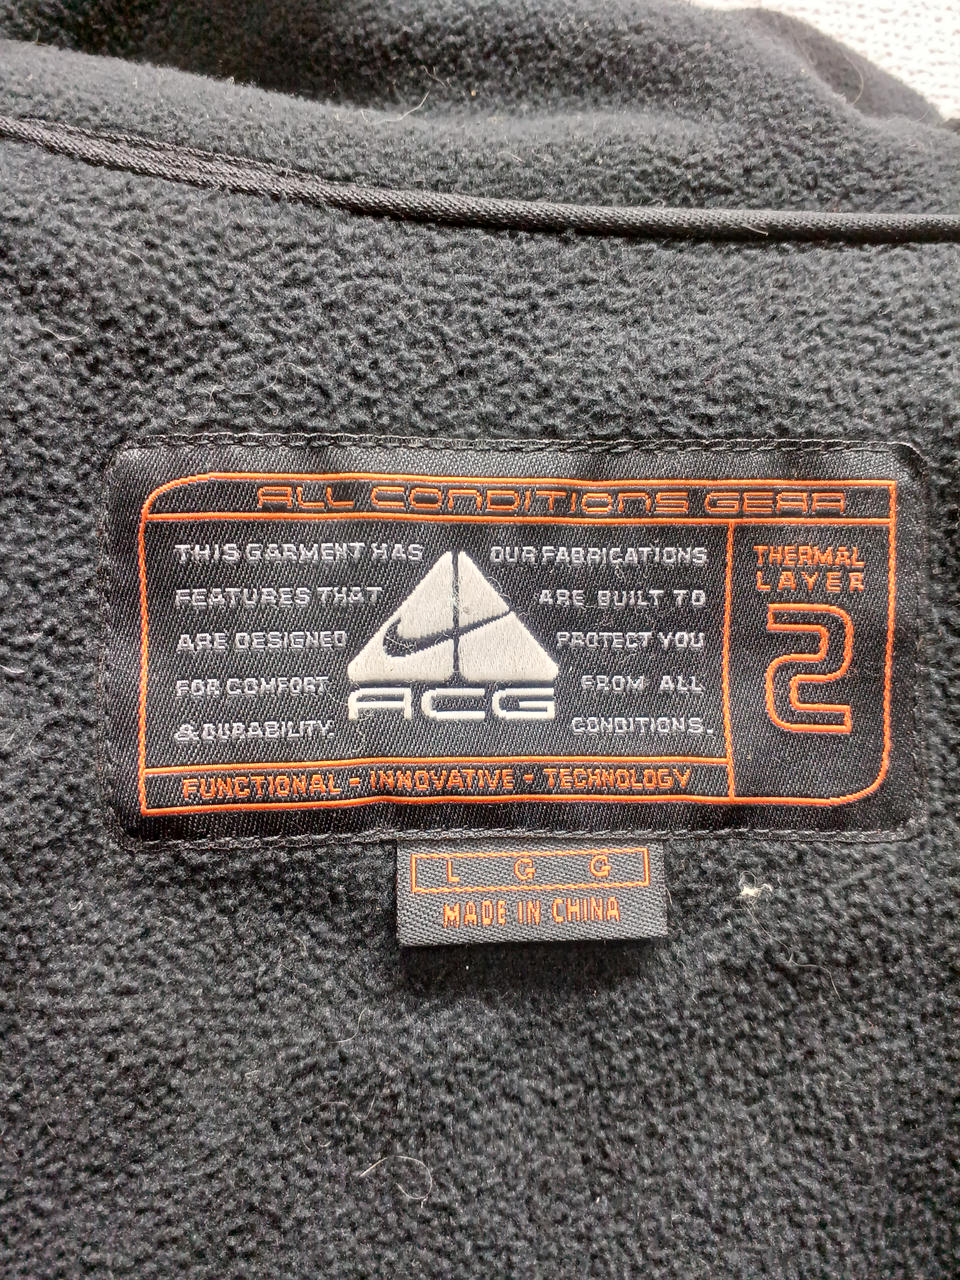 ALL CONDITIONS GEAR
THIS GARMENT HAS
FEATURES THAT
ARE DESIGNED
FOR COMFORT
& DURABILITY.
ACG
OUR FABRICATIONS
ARE BUILT TO
PROTECT YOU
FROM ALL
CONDITIONS.
THERMAL
LAYER
2
FUNCTIONAL - INNOVATIVE - TECHNOLOGY
L G G
MADE IN CHINA